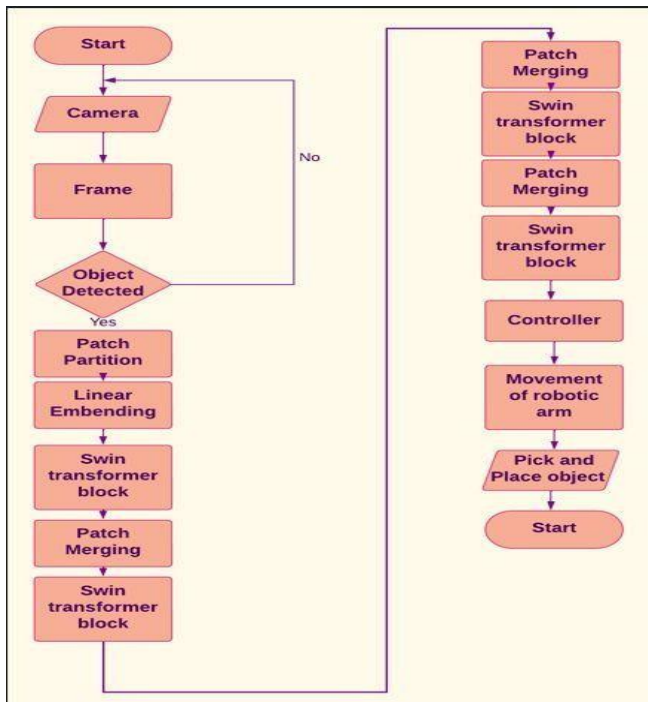 Start
Camera
Frame
No
Object
Detected
Yes
Patch
Partition
Linear
Embending
Swin
transformer
block
Patch
Merging
Swin
transformer
block
Patch
Merging
Swin
transformer
block
Patch
Merging
Swin
transformer
block
Controller
Movement
of robotic
arm
Pick and
Place object
Start